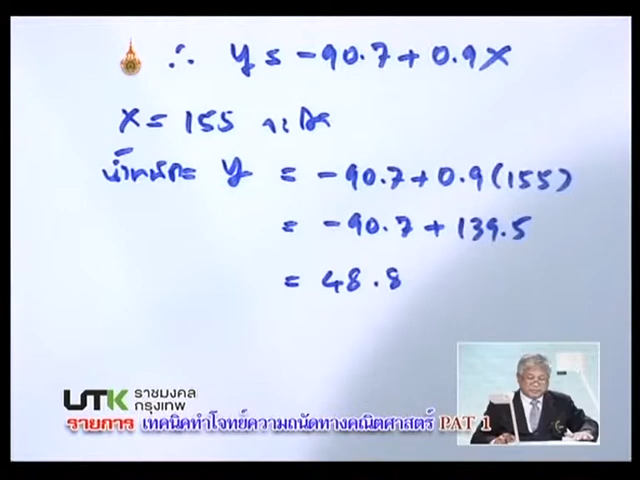 ∴ y = -90.7 + 0.9x
x = 155 จะได้
น้ำหนัก y = -90.7 + 0.9(155)
= -90.7 + 139.5
= 48.8
UTK ราชมงคล
กรุงเทพ
รายการ เทคนิคทำโจทย์ความถนัดทางคณิตศาสตร์ PAT 1